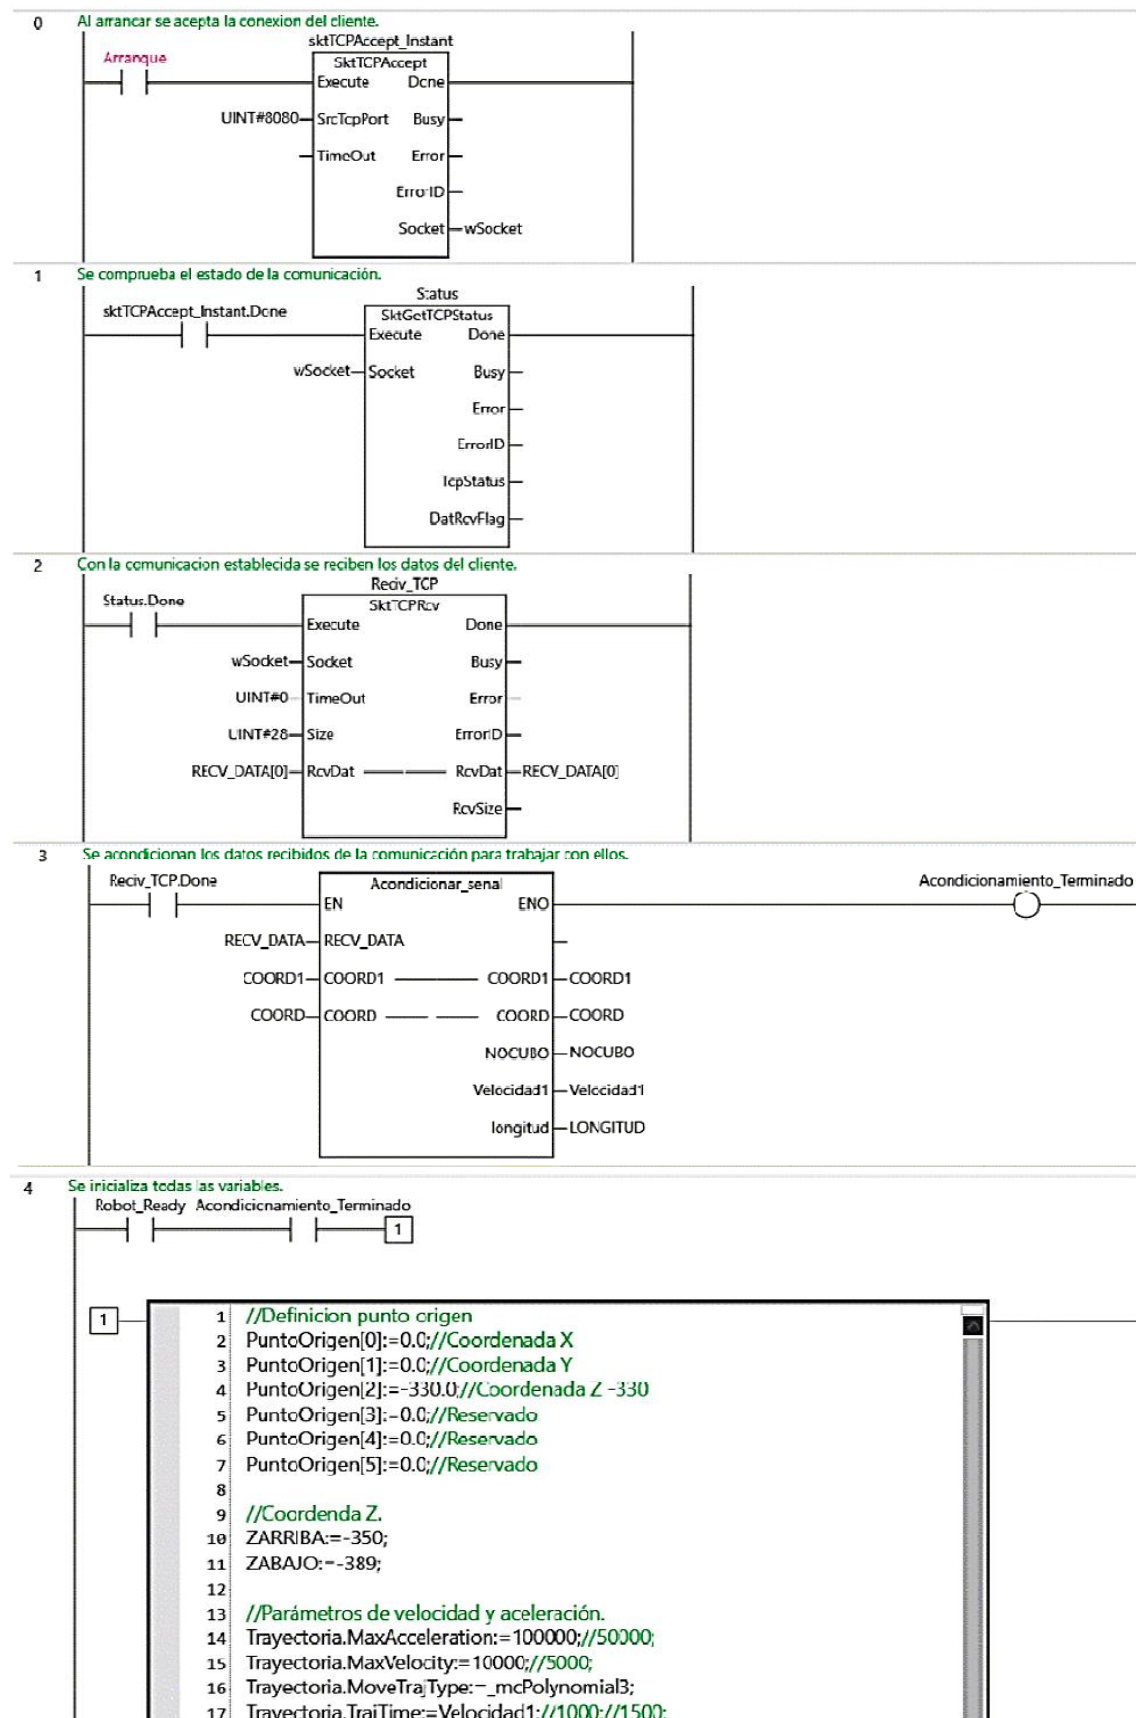 0 Al arrancar se acepta la conexion del cliente.
sktTCPAccept_Instant
Arranque
SktTCPAccept
Execute Done
UINT#8080 SrcTcpPort Busy
TimeOut Error
ErrorID
Socket wSocket
1 Se comprueba el estado de la comunicación.
Status
sktTCPAccept_Instant.Done
SktGetTCPStatus
Execute Done
wSocket Socket Busy
Error
ErrorID
TcpStatus
DatRcvFlag
2 Con la comunicacion establecida se reciben los datos del cliente.
Reciv_TCP
Status.Done
SktTCPRcv
Execute Done
wSocket Socket Busy
UINT#0 TimeOut Error
UINT#28 Size ErrorID
RECV_DATA[0] RcvDat RcvDat RECV_DATA[0]
RcvSize
3 Se acondicionan los datos recibidos de la comunicación para trabajar con ellos.
Reciv_TCP.Done
Acondicionar_senal
Acondicionamiento_Terminado
EN ENO
RECV_DATA RECV_DATA
COORD1 COORD1 COORD1 COORD1
COORD COORD COORD COORD
NOCUBO NOCUBO
Velocidad1 Velocidad1
longitud LONGITUD
4 Se inicializa todas las variables.
Robot_Ready Acondicionamiento_Terminado
1
1
1 //Definicion punto origen
2 PuntoOrigen[0]:=0.0;//Coordenada X
3 PuntoOrigen[1]:=0.0;//Coordenada Y
4 PuntoOrigen[2]:=-330.0;//Coordenada Z -330
5 PuntoOrigen[3]:=0.0;//Reservado
6 PuntoOrigen[4]:=0.0;//Reservado
7 PuntoOrigen[5]:=0.0;//Reservado
8
9 //Coordenda Z.
10 ZARRIBA:=-350;
11 ZABAJO:=-389;
12
13 //Parámetros de velocidad y aceleración.
14 Trayectoria.MaxAcceleration:=100000;//50000;
15 Trayectoria.MaxVelocity:=10000;//5000;
16 Trayectoria.MoveTrajType:=_mcPolynomial3;
17 Trayectoria.TrajTime:=Velocidad1;//1000;//1500;